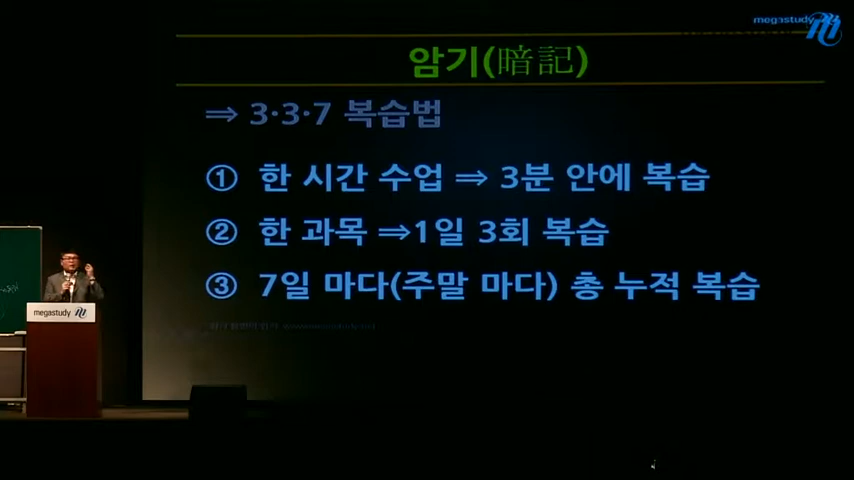 megastudy
암기(暗記)
⇒ 3·3·7 복습법
① 한 시간 수업 ⇒ 3분 안에 복습
② 한 과목 ⇒1일 3회 복습
③ 7일 마다(주말 마다) 총 누적 복습
megastudy